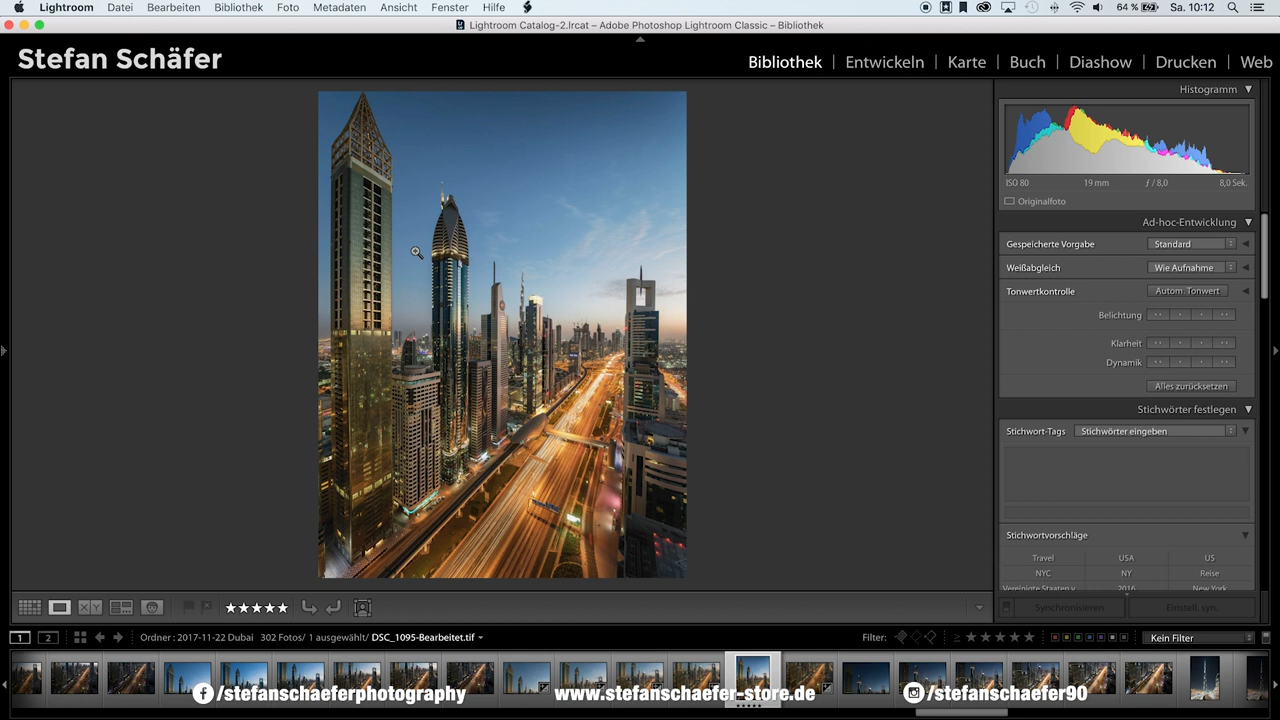 Lightroom Datei Bearbeiten Bibliothek Foto Metadaten Ansicht Fenster Hilfe 64 % Sa. 10:12
Lightroom Catalog-2.lrcat – Adobe Photoshop Lightroom Classic – Bibliothek
Stefan Schäfer
Bibliothek | Entwickeln | Karte | Buch | Diashow | Drucken | Web
Histogramm
ISO 80 19 mm ƒ / 8,0 8,0 Sek.
Originalfoto
Ad-hoc-Entwicklung
Gespeicherte Vorgabe Standard
Weißabgleich Wie Aufnahme
Tonwertkontrolle Autom. Tonwert
Belichtung
Klarheit
Dynamik
Alles zurücksetzen
Stichwörter festlegen
Stichwort-Tags Stichwörter eingeben
Stichwortvorschläge
Travel USA US
NYC NY Reise
Vereinigte Staaten v 2016 New York
Synchronisieren Einstell. syn.
1 2 Ordner : 2017-11-22 Dubai 302 Fotos/ 1 ausgewählt/ DSC_1095-Bearbeitet.tif Filter: Kein Filter
/stefanschaeferphotography www.stefanschaefer-store.de /stefanschaefer90